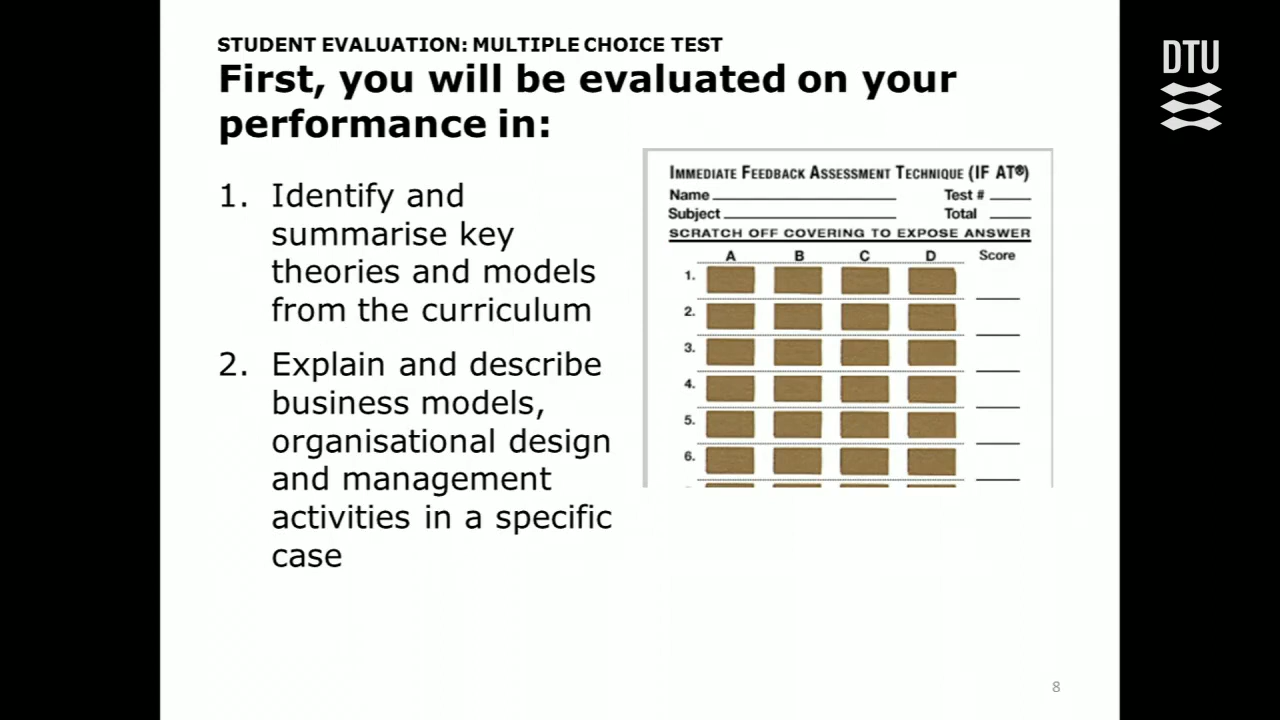 STUDENT EVALUATION: MULTIPLE CHOICE TEST
First, you will be evaluated on your
performance in:
1. Identify and
summarise key
theories and models
from the curriculum
2. Explain and describe
business models,
organisational design
and management
activities in a specific
case
IMMEDIATE FEEDBACK ASSESSMENT TECHNIQUE (IF AT®)
Name Test #
Subject Total
SCRATCH OFF COVERING TO EXPOSE ANSWER
A B C D Score
1.
2.
3.
4.
5.
6.
8
DTU